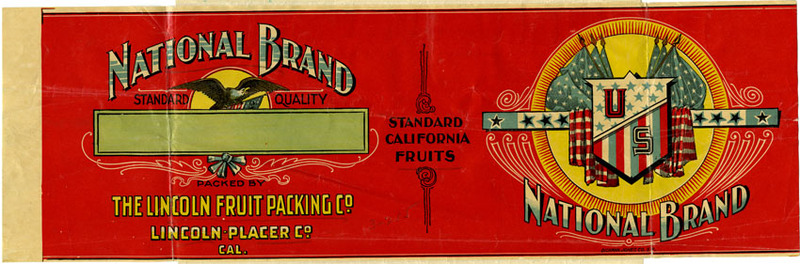 NATIONAL BRAND
STANDARD QUALITY
PACKED BY
THE LINCOLN FRUIT PACKING Co
LINCOLN-PLACER Co
CAL.
STANDARD
CALIFORNIA
FRUITS
U
S
NATIONAL BRAND